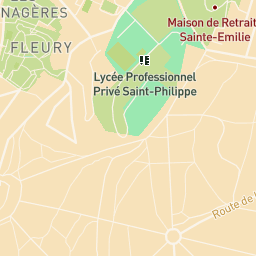 NAGÈRES
FLEURY
Maison de Retrait
Sainte-Emilie
Lycée Professionnel
Privé Saint-Philippe
Route de